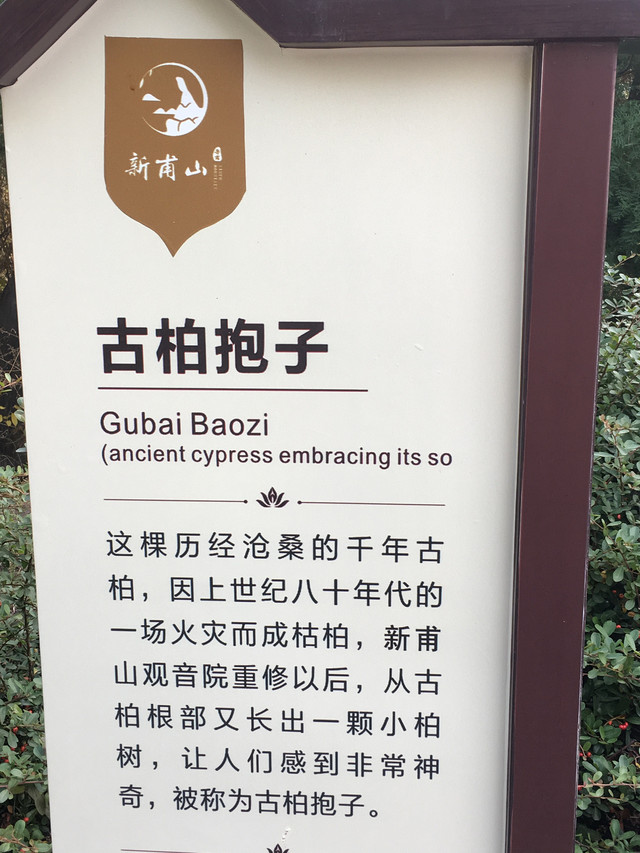 新甫山
古柏抱子
Gubai Baozi
(ancient cypress embracing its so
这棵历经沧桑的千年古
柏，因上世纪八十年代的
一场火灾而成枯柏，新甫
山观音院重修以后，从古
柏根部又长出一颗小柏
树，让人们感到非常神
奇，被称为古柏抱子。